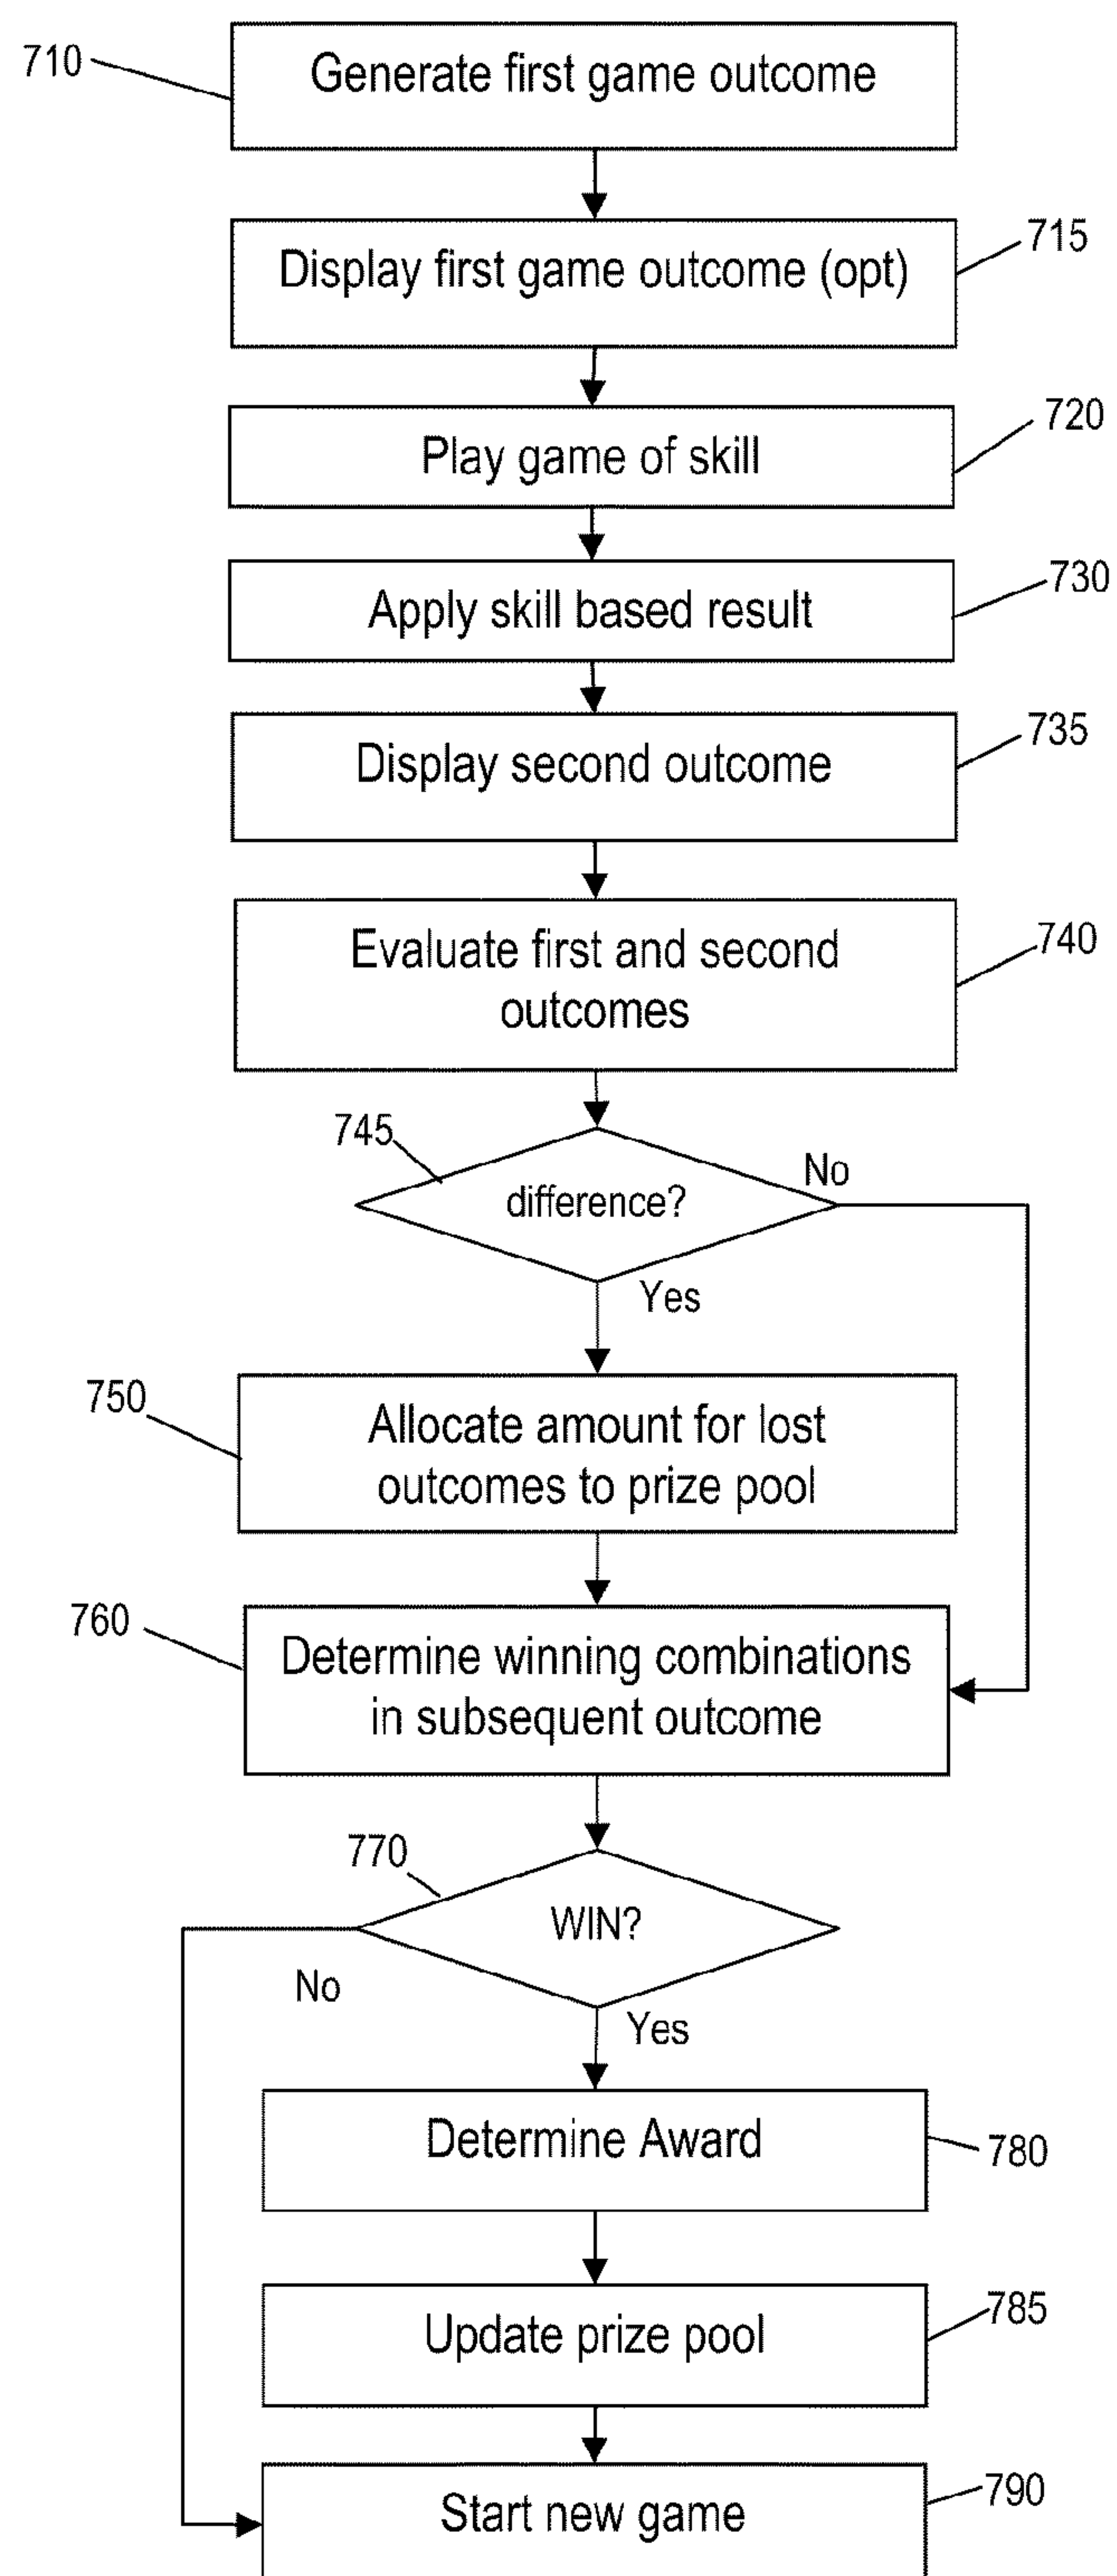 710
Generate first game outcome
715
Display first game outcome (opt)
720
Play game of skill
730
Apply skill based result
735
Display second outcome
740
Evaluate first and second
outcomes
745
difference?
No
Yes
750
Allocate amount for lost
outcomes to prize pool
760
Determine winning combinations
in subsequent outcome
770
WIN?
No
Yes
Determine Award
780
Update prize pool
785
Start new game
790